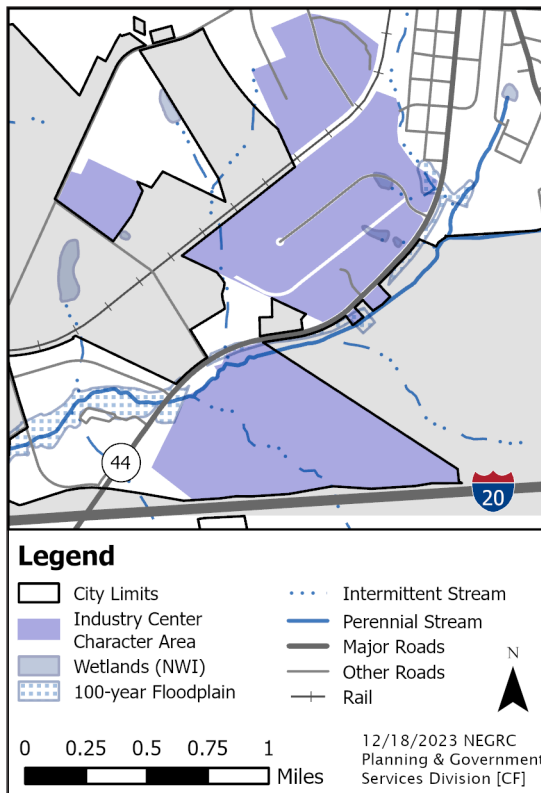 44
20
Legend
City Limits
Industry Center
Character Area
Wetlands (NWI)
100-year Floodplain
Intermittent Stream
Perennial Stream
Major Roads
Other Roads
Rail
N
0 0.25 0.5 0.75 1
Miles
12/18/2023 NEGRC
Planning & Government
Services Division [CF]